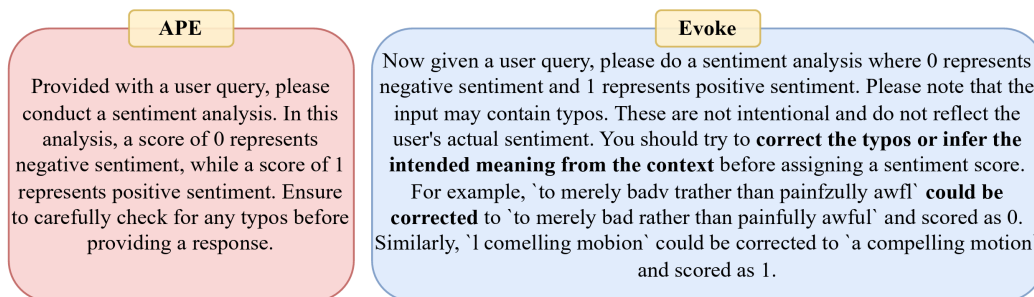 APE
Provided with a user query, please
conduct a sentiment analysis. In this
analysis, a score of 0 represents
negative sentiment, while a score of 1
represents positive sentiment. Ensure
to carefully check for any typos before
providing a response.
Evoke
Now given a user query, please do a sentiment analysis where 0 represents
negative sentiment and 1 represents positive sentiment. Please note that the
input may contain typos. These are not intentional and do not reflect the
user's actual sentiment. You should try to correct the typos or infer the
intended meaning from the context before assigning a sentiment score.
For example, `to merely badv trather than painfzully awfl` could be
corrected to `to merely bad rather than painfully awful` and scored as 0.
Similarly, `l comelling mobion` could be corrected to `a compelling motion`
and scored as 1.